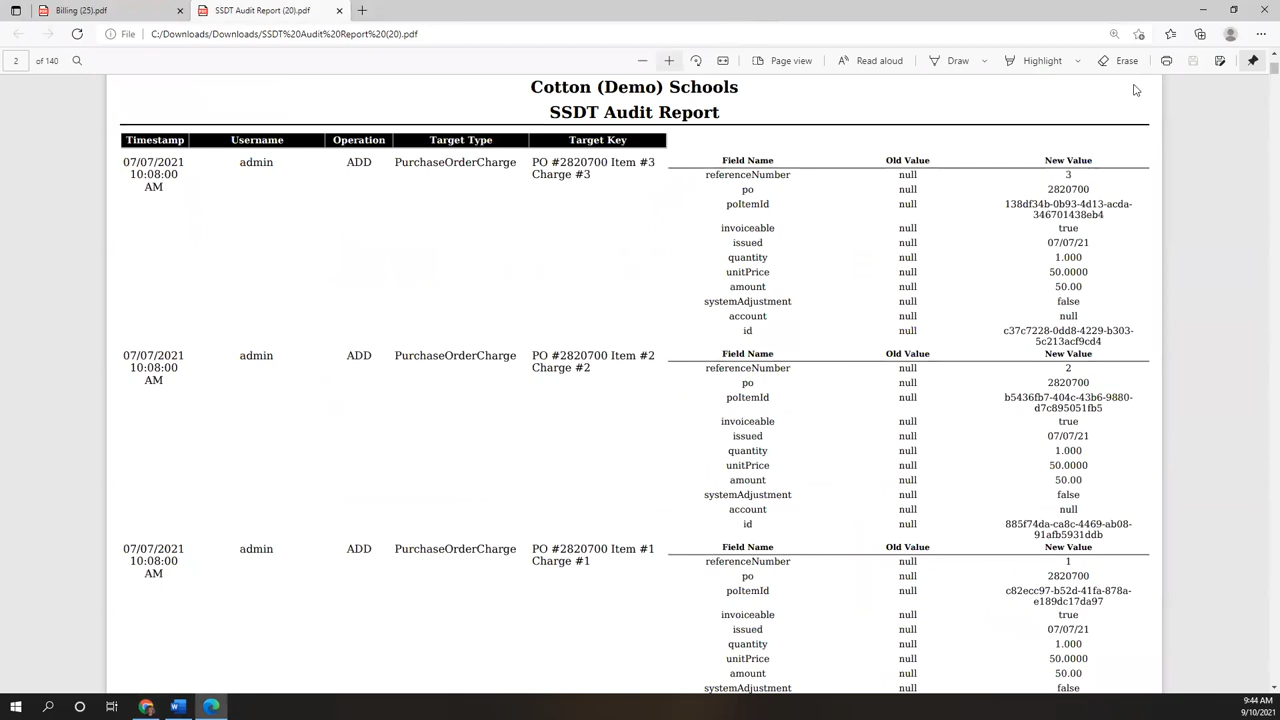 Billing (25).pdf
SSDT Audit Report (20).pdf
File C:/Downloads/Downloads/SSDT%20Audit%20Report%20(20).pdf
2 of 140 Page view Read aloud Draw Highlight Erase
Cotton (Demo) Schools
SSDT Audit Report
Timestamp Username Operation Target Type Target Key
07/07/2021 10:08:00 AM admin ADD PurchaseOrderCharge PO #2820700 Item #3 Charge #3
Field Name Old Value New Value
referenceNumber null 3
po null 2820700
poItemId null 138df34b-0b93-4d13-acda-
346701438eb4
invoiceable null true
issued null 07/07/21
quantity null 1.000
unitPrice null 50.0000
amount null 50.00
systemAdjustment null false
account null null
id null c37c7228-0dd8-4229-b303-
5c213acf9cd4
07/07/2021 10:08:00 AM admin ADD PurchaseOrderCharge PO #2820700 Item #2 Charge #2
Field Name Old Value New Value
referenceNumber null 2
po null 2820700
poItemId null b5436fb7-404c-43b6-9880-
d7c895051fb5
invoiceable null true
issued null 07/07/21
quantity null 1.000
unitPrice null 50.0000
amount null 50.00
systemAdjustment null false
account null null
id null 885f74da-ca8c-4469-ab08-
91afb5931ddb
07/07/2021 10:08:00 AM admin ADD PurchaseOrderCharge PO #2820700 Item #1 Charge #1
Field Name Old Value New Value
referenceNumber null 1
po null 2820700
poItemId null c82ecc97-b52d-41fa-878a-
e189dc17da97
invoiceable null true
issued null 07/07/21
quantity null 1.000
unitPrice null 50.0000
amount null 50.00
systemAdjustment null false
9:44 AM
9/10/2021